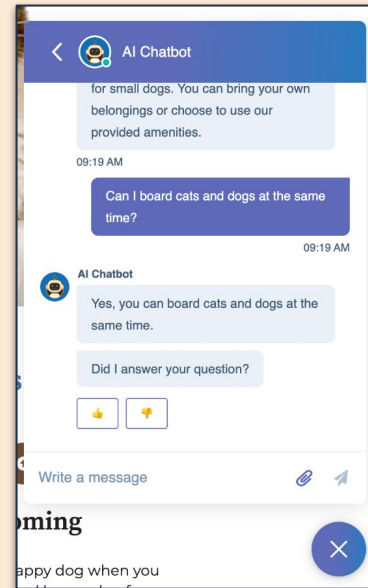 AI Chatbot
for small dogs. You can bring your own
belongings or choose to use our
provided amenities.
09:19 AM
Can I board cats and dogs at the same
time?
09:19 AM
AI Chatbot
Yes, you can board cats and dogs at the
same time.
Did I answer your question?
Write a message
oming
appy dog when you